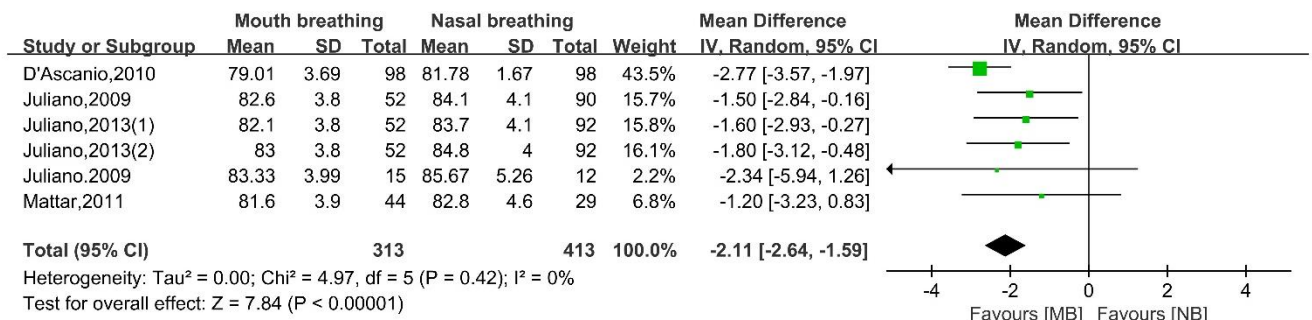 Mouth breathing Nasal breathing Mean Difference Mean Difference
Study or Subgroup Mean SD Total Mean SD Total Weight IV, Random, 95% CI IV, Random, 95% CI
D'Ascanio,2010 79.01 3.69 98 81.78 1.67 98 43.5% -2.77 [-3.57, -1.97]
Juliano,2009 82.6 3.8 52 84.1 4.1 90 15.7% -1.50 [-2.84, -0.16]
Juliano,2013(1) 82.1 3.8 52 83.7 4.1 92 15.8% -1.60 [-2.93, -0.27]
Juliano,2013(2) 83 3.8 52 84.8 4 92 16.1% -1.80 [-3.12, -0.48]
Juliano.2009 83.33 3.99 15 85.67 5.26 12 2.2% -2.34 [-5.94, 1.26]
Mattar,2011 81.6 3.9 44 82.8 4.6 29 6.8% -1.20 [-3.23, 0.83]
Total (95% CI) 313 413 100.0% -2.11 [-2.64, -1.59]
Heterogeneity: Tau² = 0.00; Chi² = 4.97, df = 5 (P = 0.42); I² = 0%
Test for overall effect: Z = 7.84 (P < 0.00001)
-4 -2 0 2 4
Favours [MB] Favours [NB]